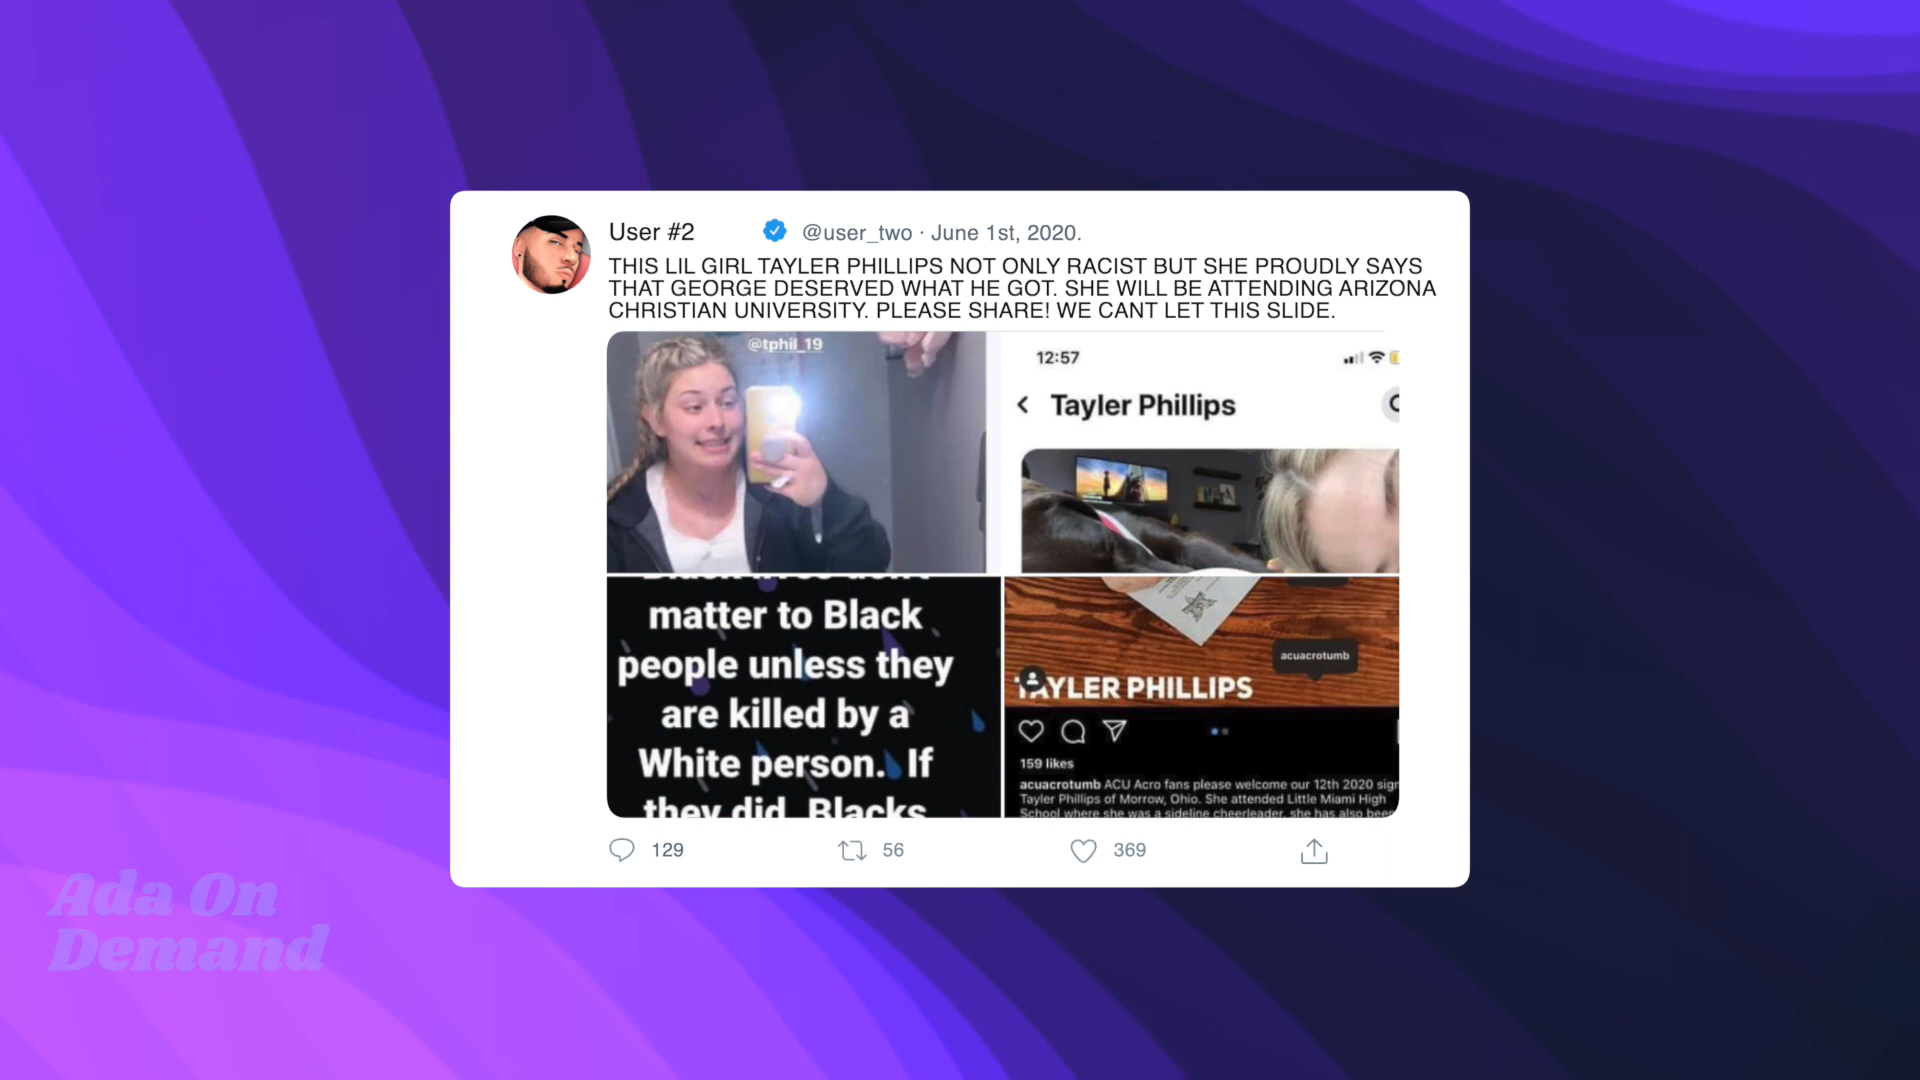 User #2 @user_two · June 1st, 2020.
THIS LIL GIRL TAYLER PHILLIPS NOT ONLY RACIST BUT SHE PROUDLY SAYS
THAT GEORGE DESERVED WHAT HE GOT. SHE WILL BE ATTENDING ARIZONA
CHRISTIAN UNIVERSITY. PLEASE SHARE! WE CANT LET THIS SLIDE.
@tphil_19
12:57
Tayler Phillips
matter to Black
people unless they
are killed by a
White person. If
they did, Blacks
acuacrotumb
TAYLER PHILLIPS
159 likes
acuacrotumb ACU Acro fans please welcome our 12th 2020 sign
Tayler Phillips of Morrow, Ohio. She attended Little Miami High
School where she was a sideline cheerleader, she has also been
129 56 369
Ada On
Demand